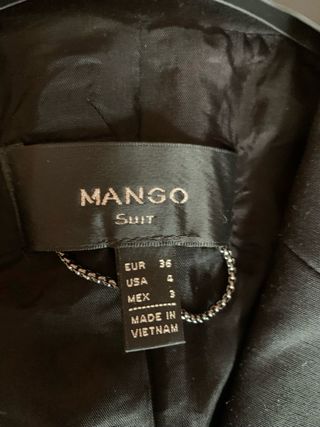 MANGO
SUIT
EUR 36
USA 4
MEX 3
MADE IN
VIETNAM